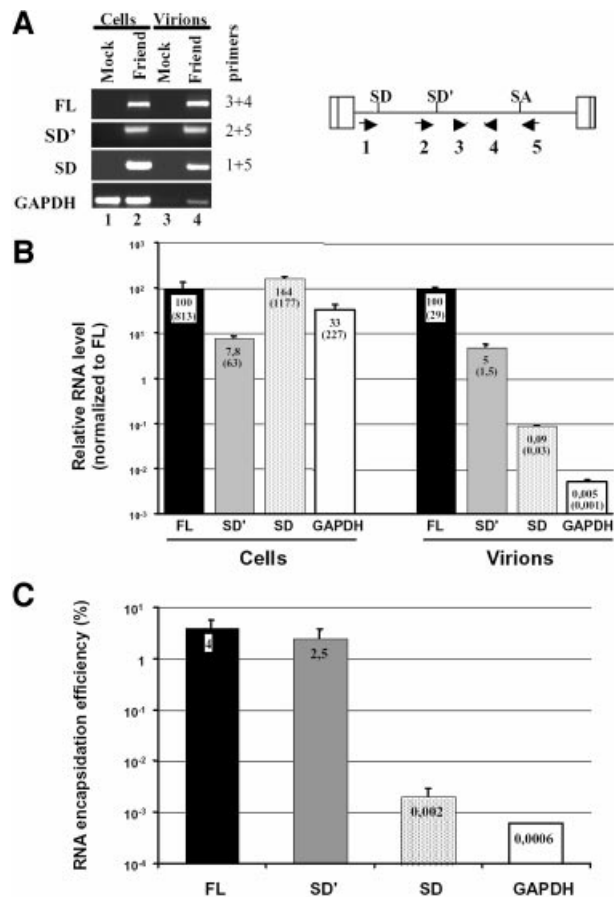 A
Cells Virions
Mock Friend Mock Friend primers
FL 3+4
SD' 2+5
SD 1+5
GAPDH
1 2 3 4
SD SD' SA
1 2 3 4 5
B
Relative RNA level
(normalized to FL)
10³
10²
10¹
1
10⁻¹
10⁻²
10⁻³
100
(813)
7,8
(63)
164
(1177)
33
(227)
100
(29)
5
(1,5)
0,09
(0,03)
0,005
(0,001)
FL SD' SD GAPDH FL SD' SD GAPDH
Cells Virions
C
RNA encapsidation efficiency (%)
10¹
1
10⁻¹
10⁻²
10⁻³
10⁻⁴
4
2,5
0,002
0,0006
FL SD' SD GAPDH